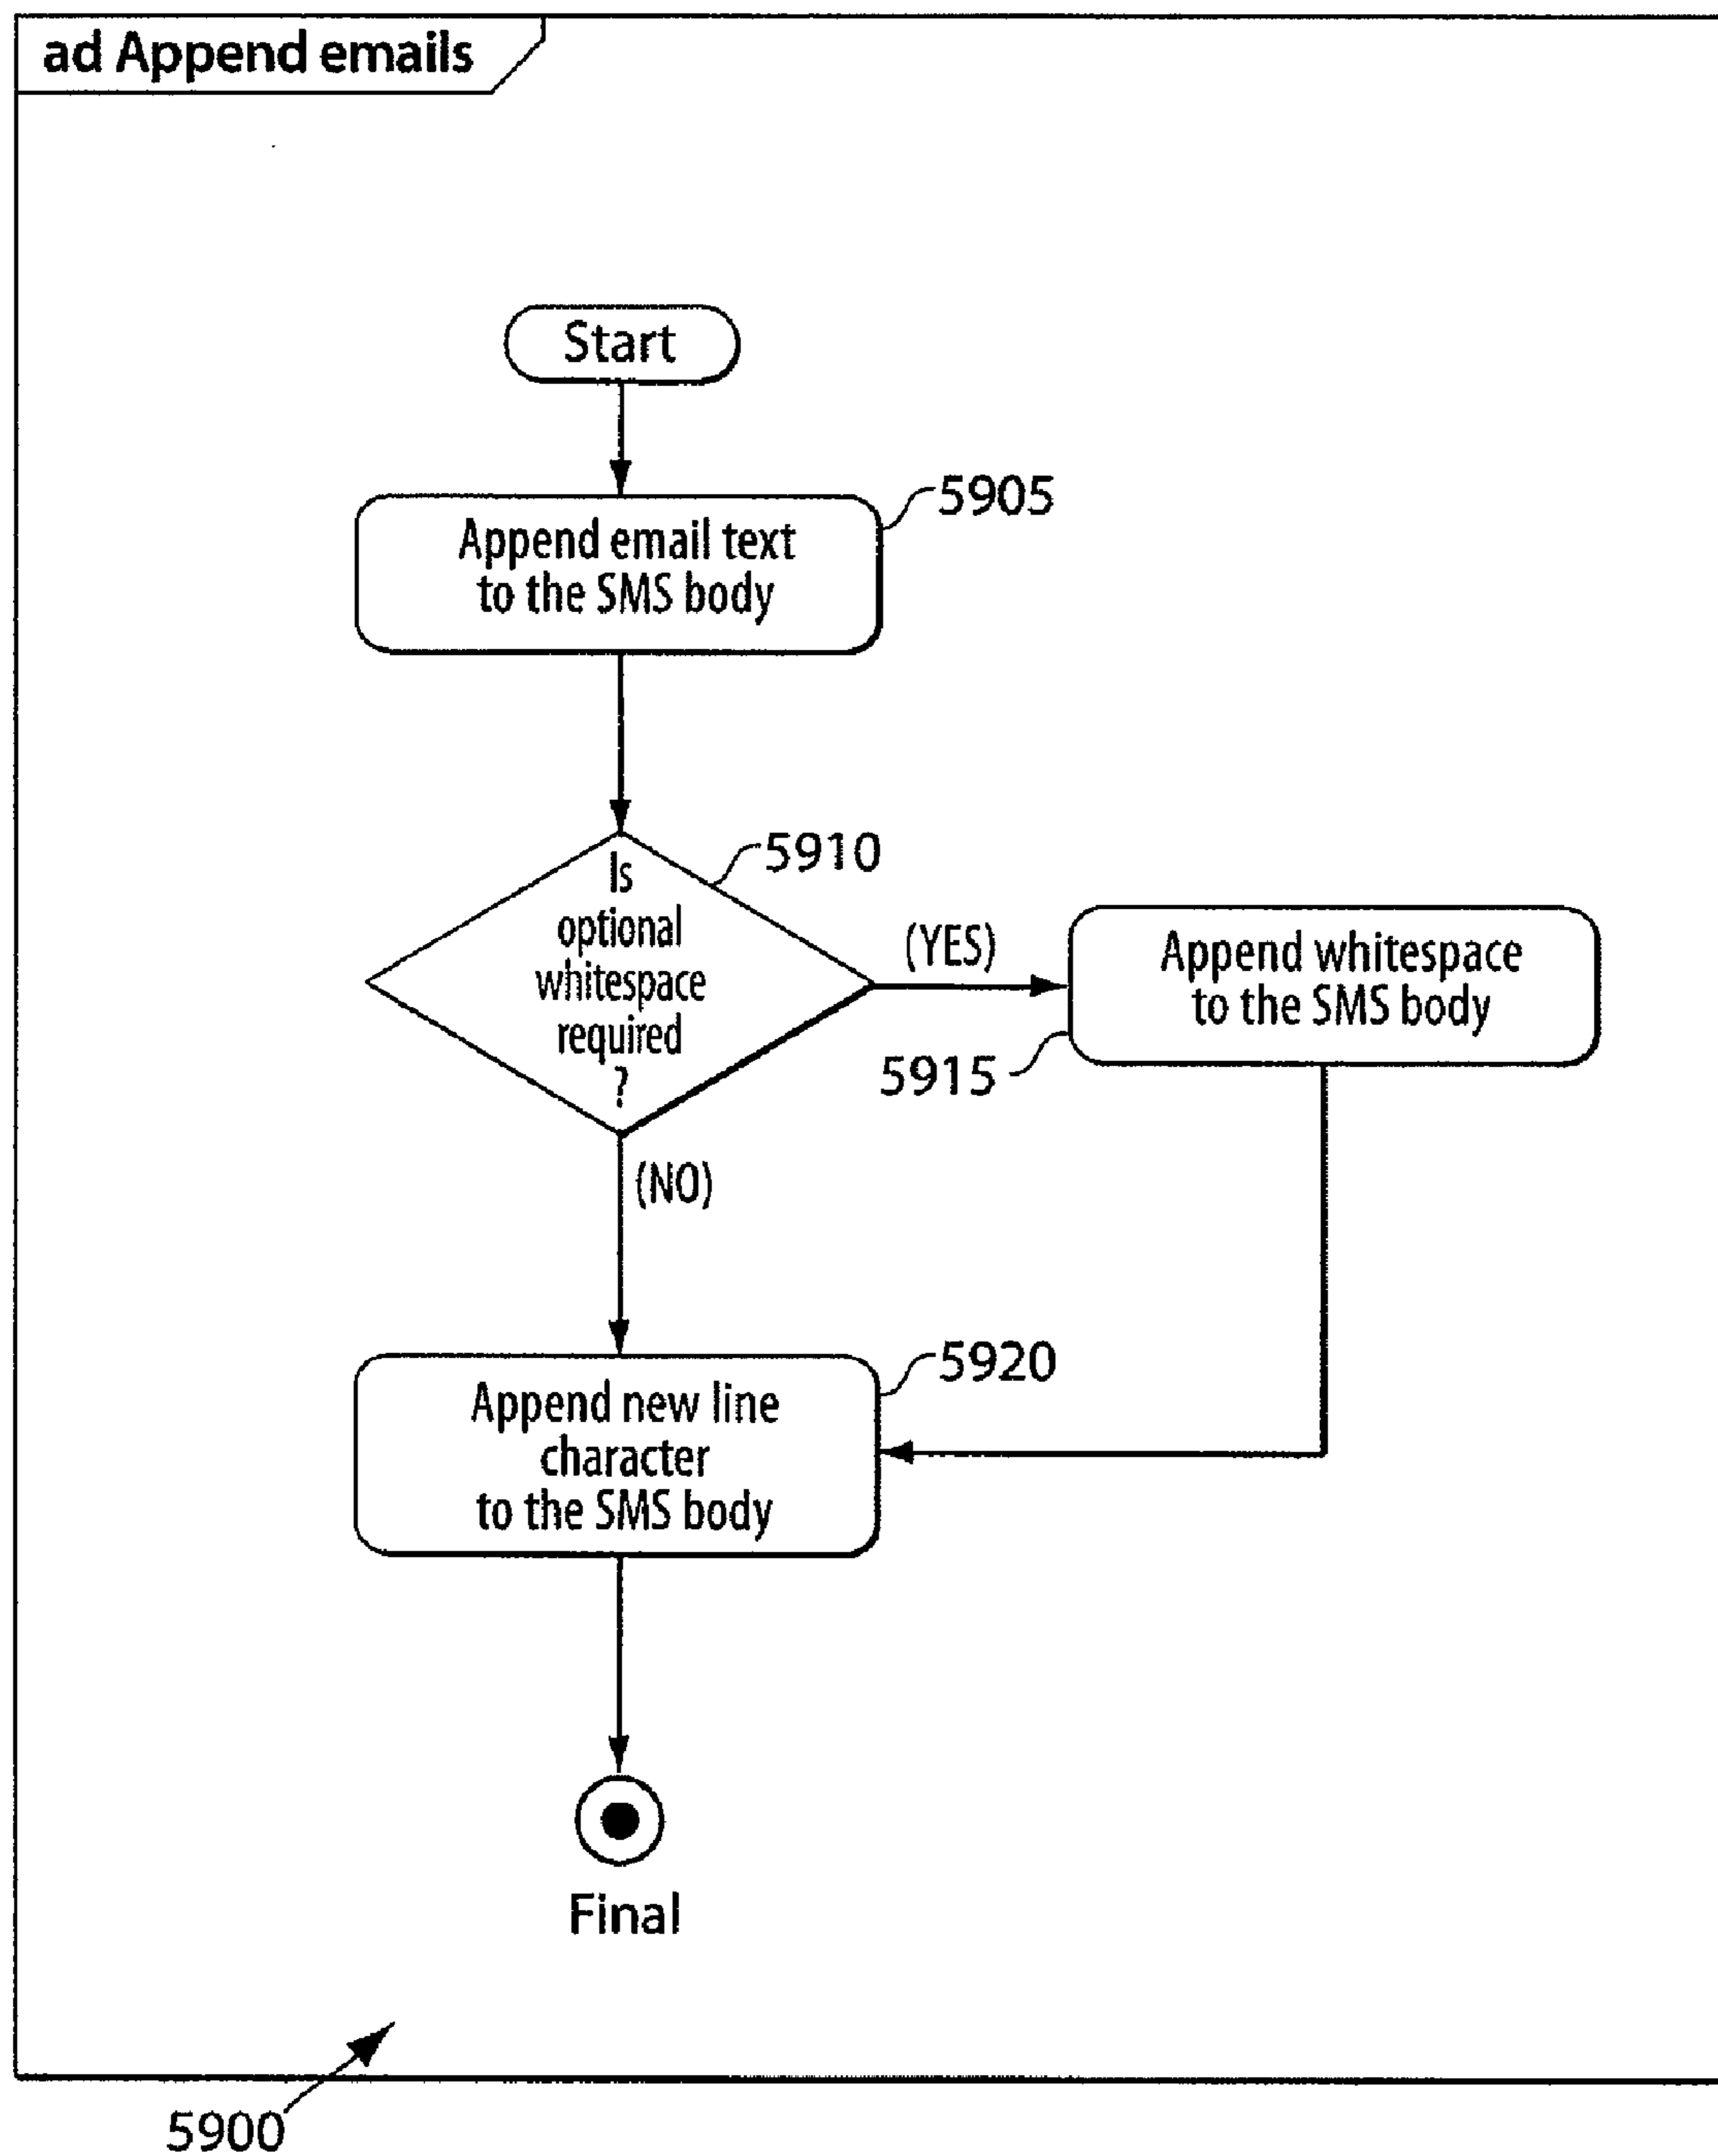 ad Append emails
Start
5905
Append email text
to the SMS body
5910
Is
optional
whitespace
required
?
(YES)
Append whitespace
to the SMS body
5915
(NO)
5920
Append new line
character
to the SMS body
Final
5900